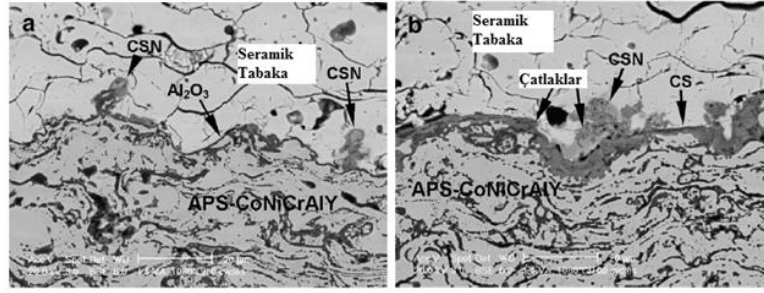 a
CSN
Seramik
Tabaka
Al₂O₃
CSN
APS-CoNiCrAlY
b
Seramik
Tabaka
CSN
Çatlaklar
CS
APS-CoNiCrAlY